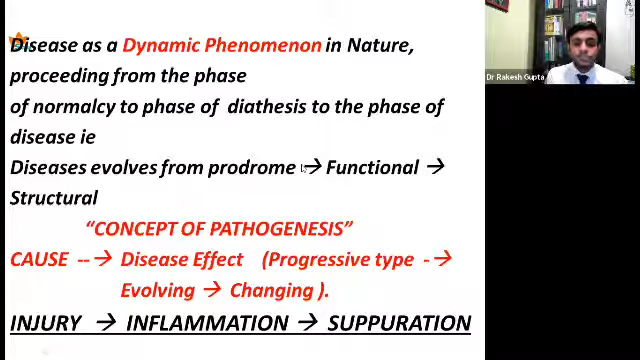 Disease as a Dynamic Phenomenon in Nature,
proceeding from the phase
of normalcy to phase of diathesis to the phase of
disease ie
Diseases evolves from prodrome → Functional →
Structural
“CONCEPT OF PATHOGENESIS”
CAUSE --→ Disease Effect (Progressive type -→
Evolving → Changing ).
INJURY → INFLAMMATION → SUPPURATION
Dr Rakesh Gupta